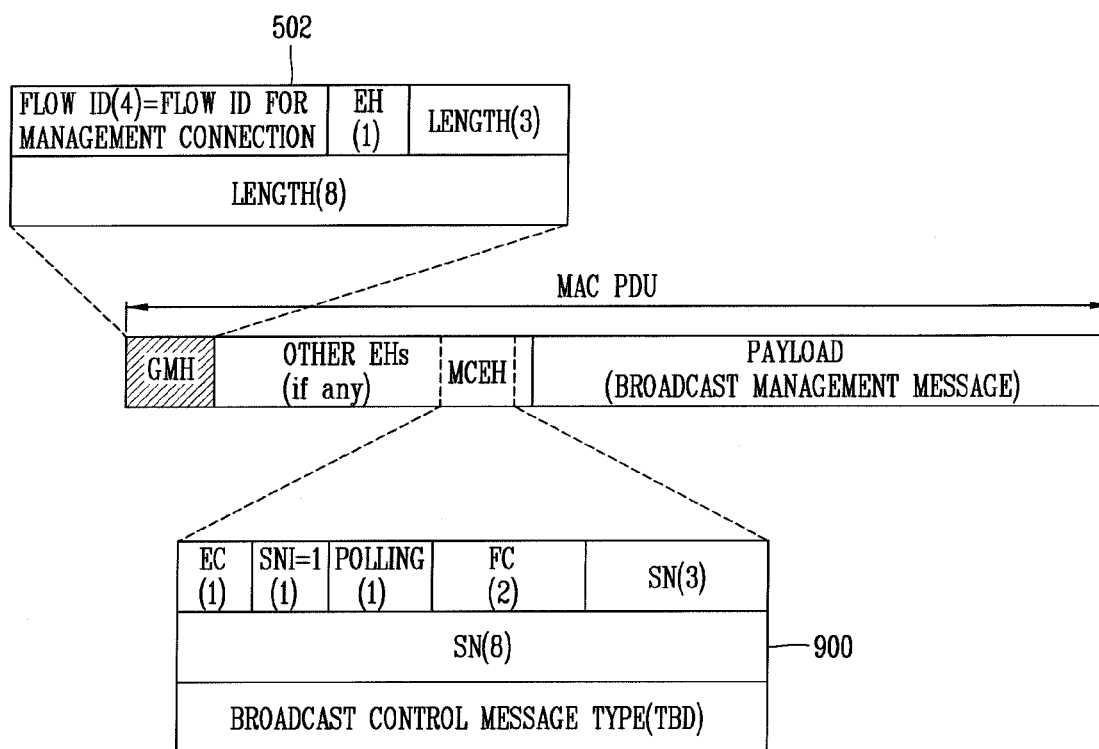 502
FLOW ID(4)=FLOW ID FOR
MANAGEMENT CONNECTION
EH
(1)
LENGTH(3)
LENGTH(8)
MAC PDU
GMH
OTHER EHs
(if any)
MCEH
PAYLOAD
(BROADCAST MANAGEMENT MESSAGE)
EC
(1)
SNI=1
(1)
POLLING
(1)
FC
(2)
SN(3)
SN(8)
900
BROADCAST CONTROL MESSAGE TYPE(TBD)